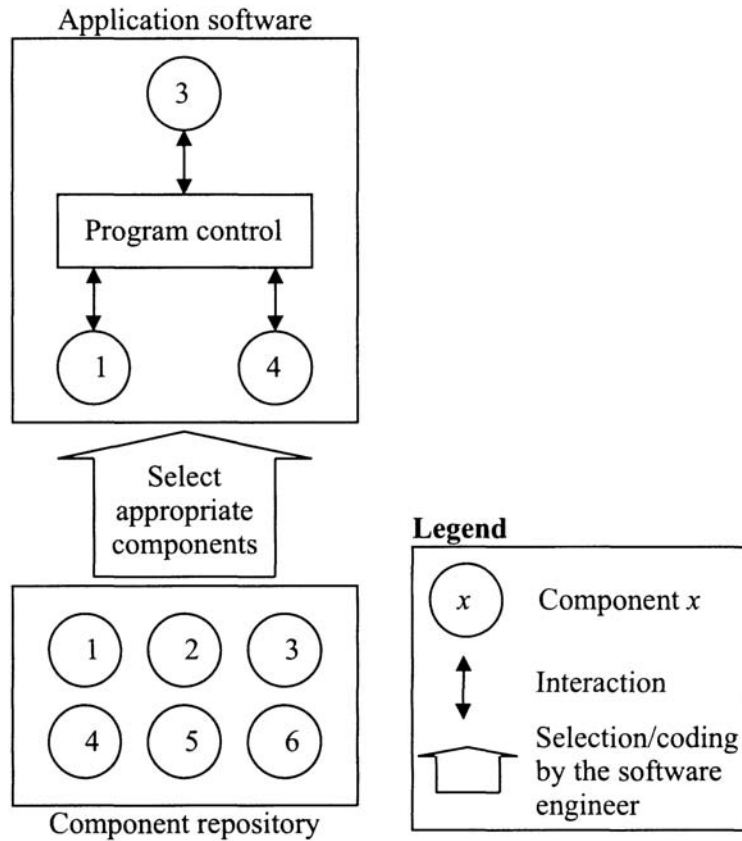 Application software
3
Program control
1
4
Select
appropriate
components
1
2
3
4
5
6
Component repository
Legend
x
Component x
Interaction
Selection/coding
by the software
engineer